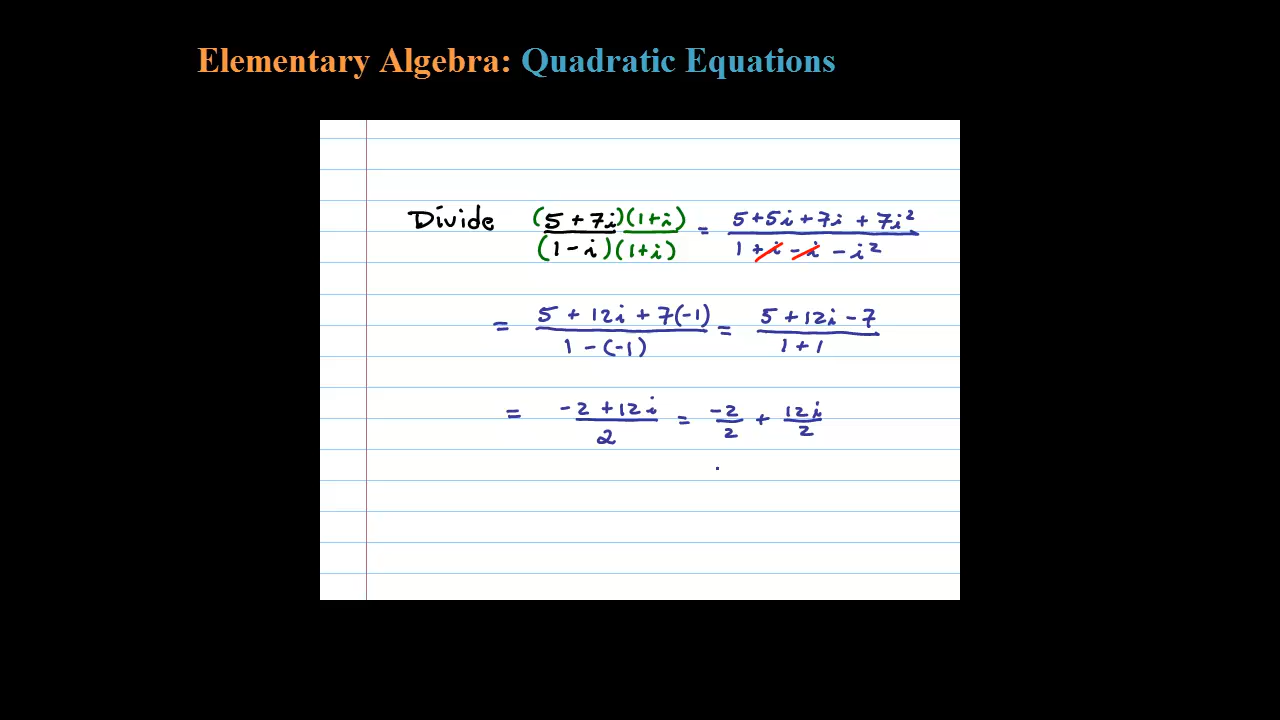 Elementary Algebra: Quadratic Equations
Divide (5 + 7i)(1+i) / (1 - i)(1+i) = 5 + 5i + 7i + 7i² / 1 + i - i - i²
= 5 + 12i + 7(-1) / 1 - (-1) = 5 + 12i - 7 / 1 + 1
= -2 + 12i / 2 = -2/2 + 12i/2